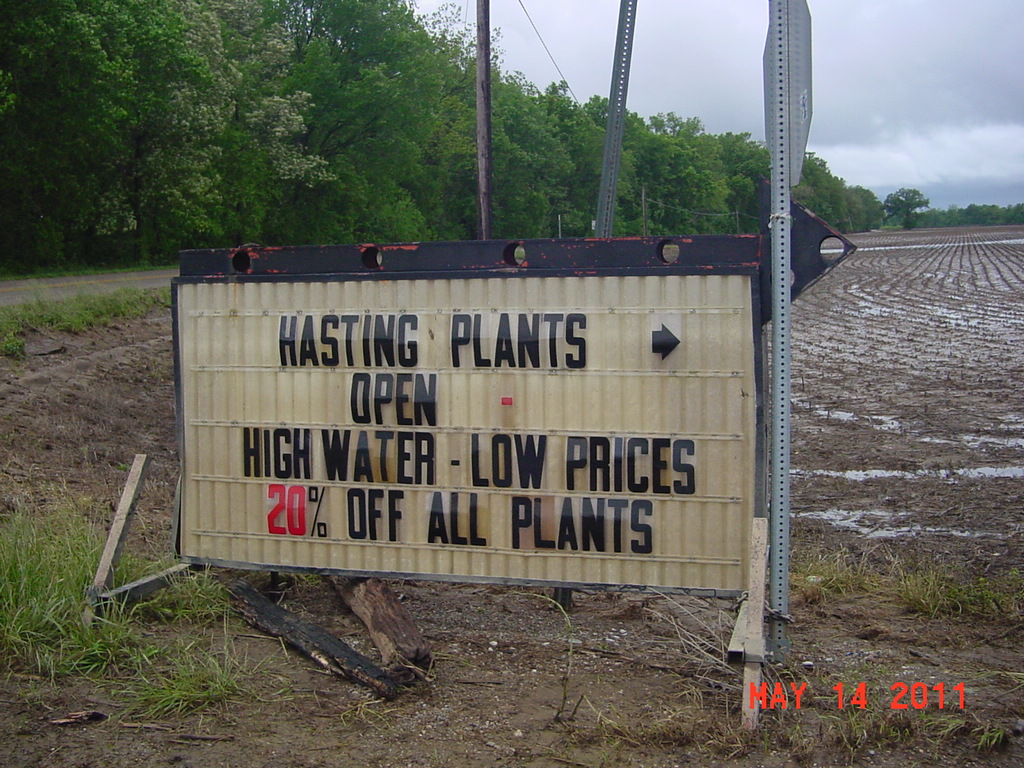 HASTING PLANTS
OPEN -
HIGH WATER - LOW PRICES
20% OFF ALL PLANTS
MAY 14 2011